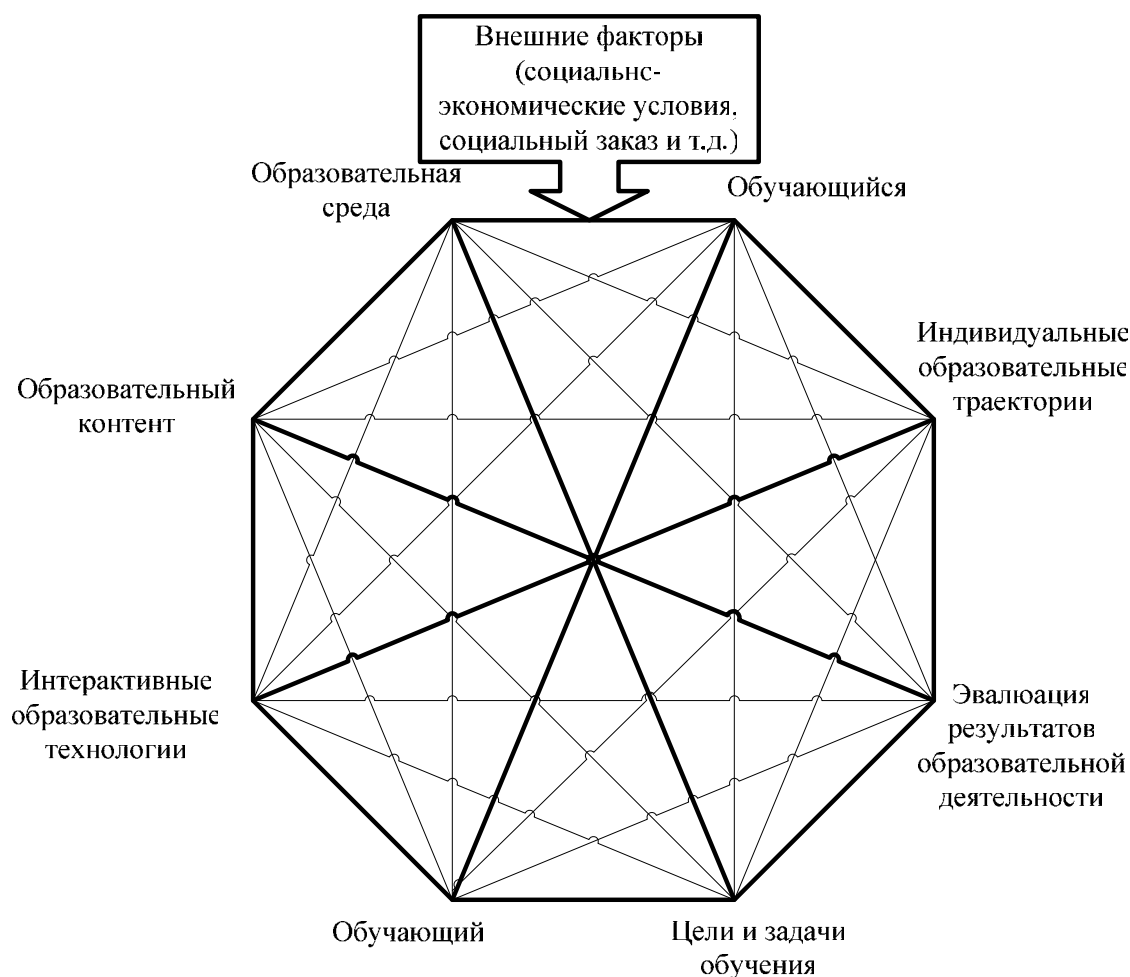 Внешние факторы
(социальнс-
экономические условия,
социальный заказ и т.д.)
Образовательная
среда
Обучающийся
Индивидуальные
образовательные
траектории
Образовательный
контент
Интерактивные
образовательные
технологии
Эвалюация
результатов
образовательной
деятельности
Обучающий
Цели и задачи
обучения